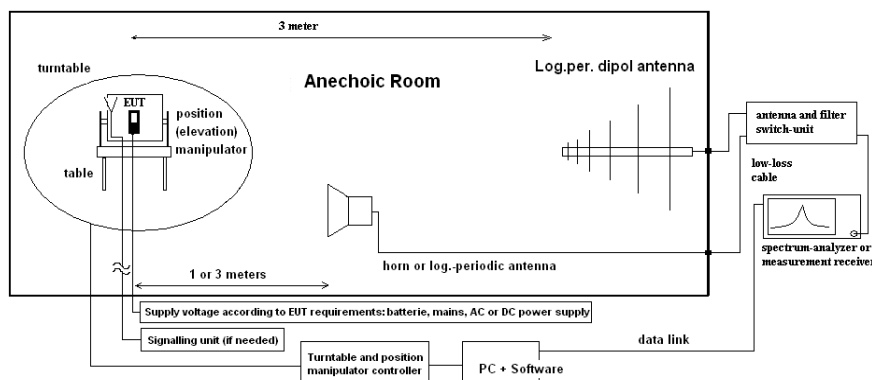 3 meter
turntable
Log.per. dipol antenna
Anechoic Room
EUT
position
(elevation)
manipulator
antenna and filter
switch-unit
table
low-loss
cable
spectrum-analyzer or
measurement receiver
horn or log.-periodic antenna
1 or 3 meters
Supply voltage according to EUT requirements: batterie, mains, AC or DC power supply
Signalling unit (if needed)
data link
Turntable and position
manipulator controller
PC + Software